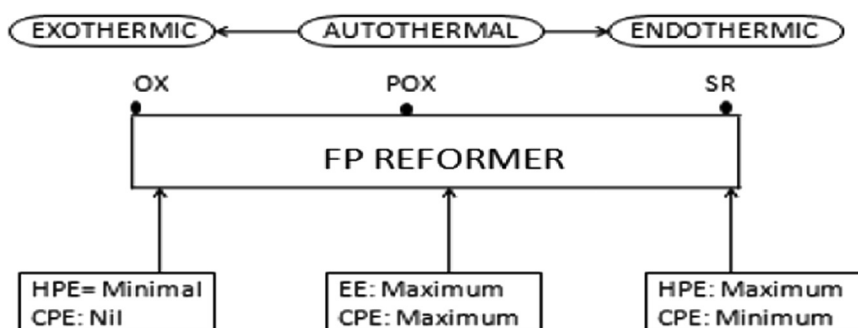 EXOTHERMIC
AUTOTHERMAL
ENDOTHERMIC
OX
POX
SR
FP REFORMER
HPE= Minimal
CPE: Nil
EE: Maximum
CPE: Maximum
HPE: Maximum
CPE: Minimum